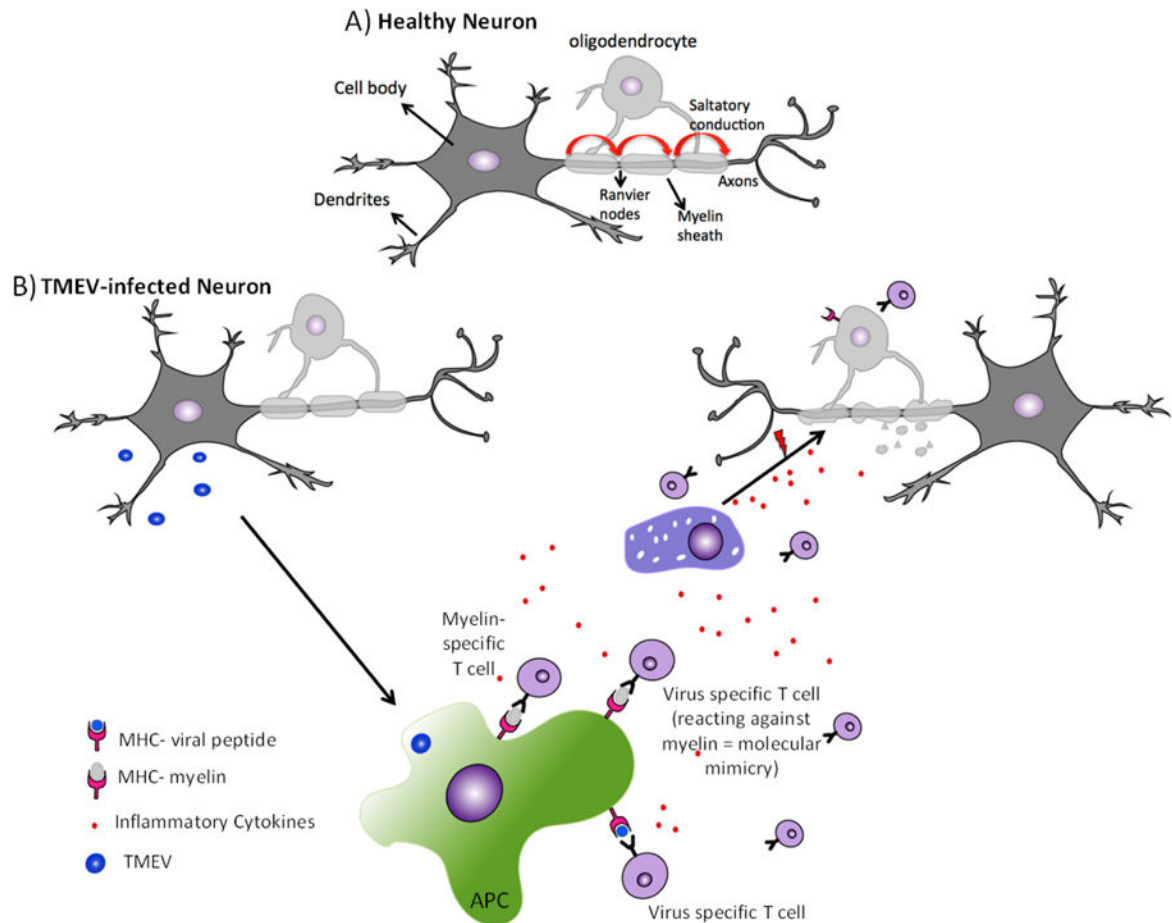 A) Healthy Neuron
oligodendrocyte
Cell body
Saltatory
conduction
Dendrites
Ranvier
nodes
Myelin
sheath
Axons
B) TMEV-infected Neuron
Myelin-
specific
T cell
Virus specific T cell
(reacting against
myelin = molecular
mimicry)
MHC- viral peptide
MHC- myelin
Inflammatory Cytokines
TMEV
APC
Virus specific T cell